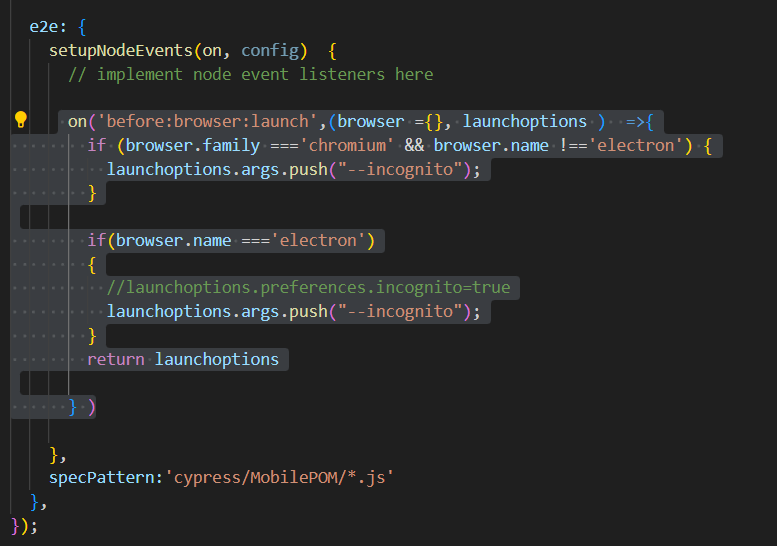 e2e: {
setupNodeEvents(on, config)  {
// implement node event listeners here
on('before:browser:launch',(browser ={}, launchoptions )  =>{
if (browser.family ==='chromium' && browser.name !=='electron') {
launchoptions.args.push("--incognito");
}
if(browser.name ==='electron')
{
//launchoptions.preferences.incognito=true
launchoptions.args.push("--incognito");
}
return launchoptions
} )
},
specPattern:'cypress/MobilePOM/*.js'
},
});